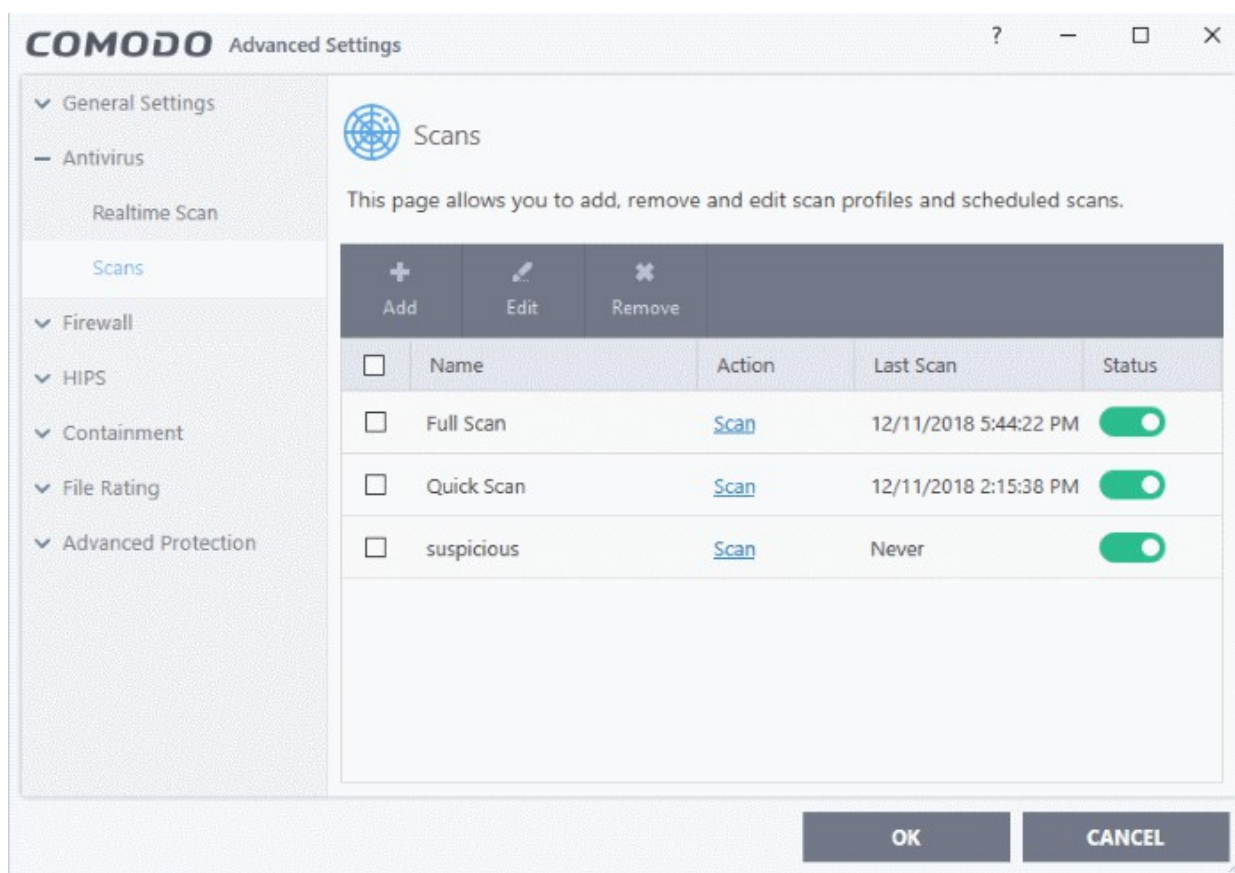 COMODO Advanced Settings
General Settings
Antivirus
Realtime Scan
Scans
Firewall
HIPS
Containment
File Rating
Advanced Protection
Scans
This page allows you to add, remove and edit scan profiles and scheduled scans.
Add Edit Remove
Name Action Last Scan Status
Full Scan Scan 12/11/2018 5:44:22 PM
Quick Scan Scan 12/11/2018 2:15:38 PM
suspicious Scan Never
OK CANCEL